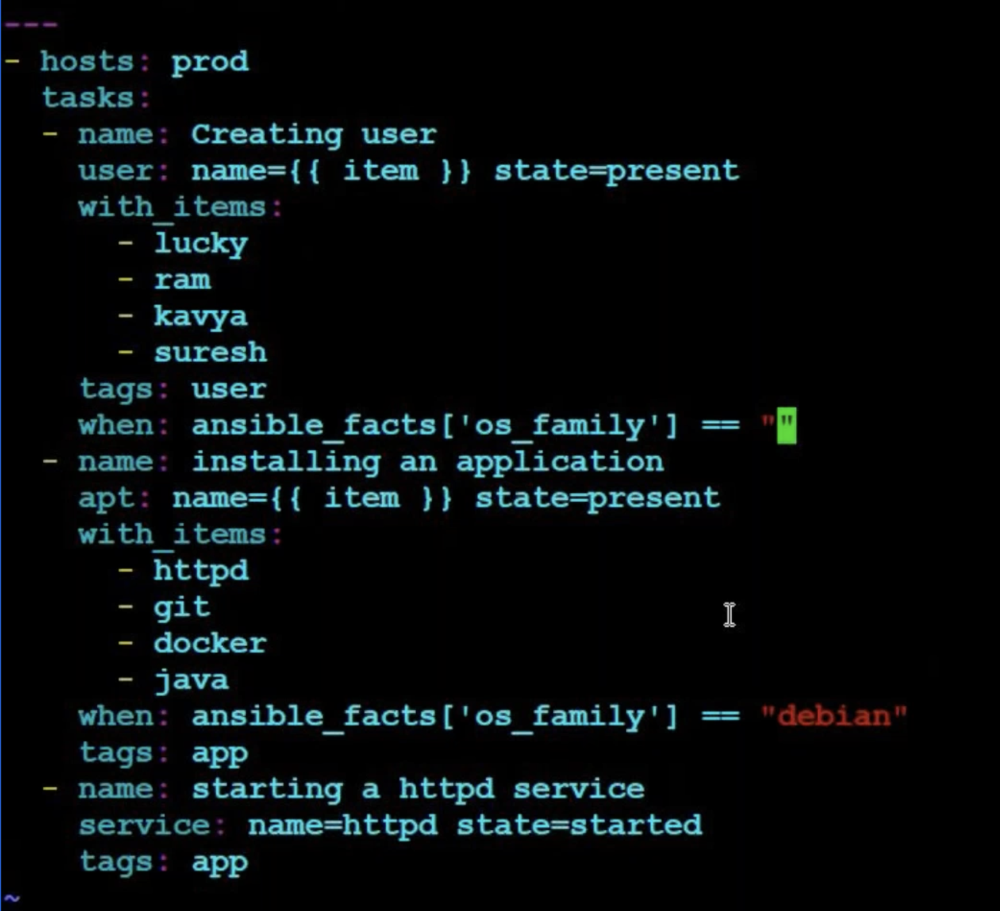 ---
- hosts: prod
  tasks:
  - name: Creating user
    user: name={{ item }} state=present
    with_items:
      - lucky
      - ram
      - kavya
      - suresh
    tags: user
    when: ansible_facts['os_family'] == ""
  - name: installing an application
    apt: name={{ item }} state=present
    with_items:
      - httpd
      - git
      - docker
      - java
    when: ansible_facts['os_family'] == "debian"
    tags: app
  - name: starting a httpd service
    service: name=httpd state=started
    tags: app
~